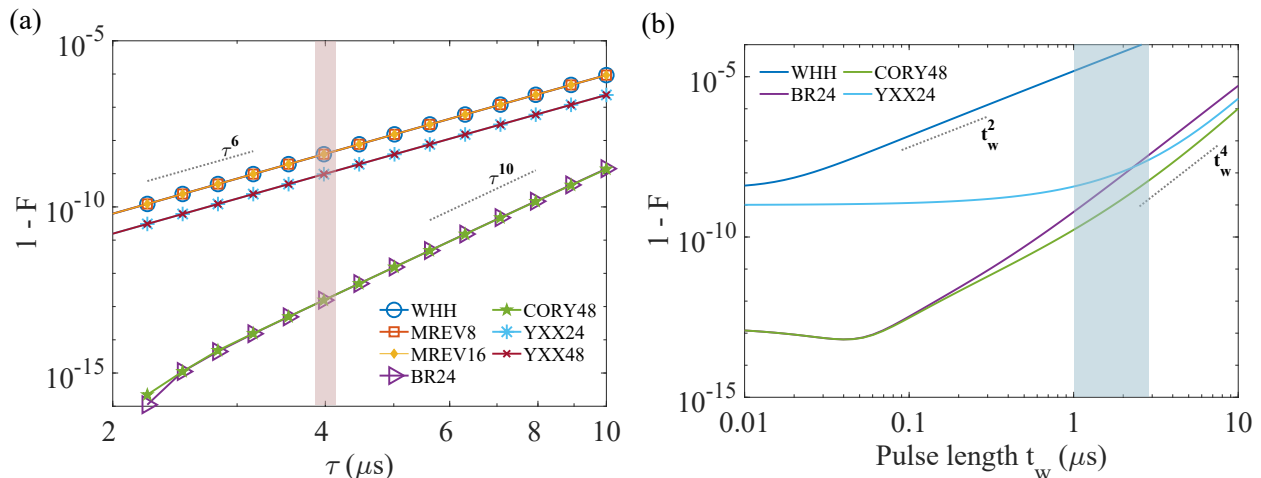 (a)
10^-5
10^-10
10^-15
1 - F
τ^6
τ^10
WHH
MREV8
MREV16
BR24
CORY48
YXX24
YXX48
2
4
6
8
10
τ (μs)
(b)
10^-5
10^-10
10^-15
1 - F
WHH
BR24
CORY48
YXX24
t_w^2
t_w^4
0.01
0.1
1
10
Pulse length t_w (μs)